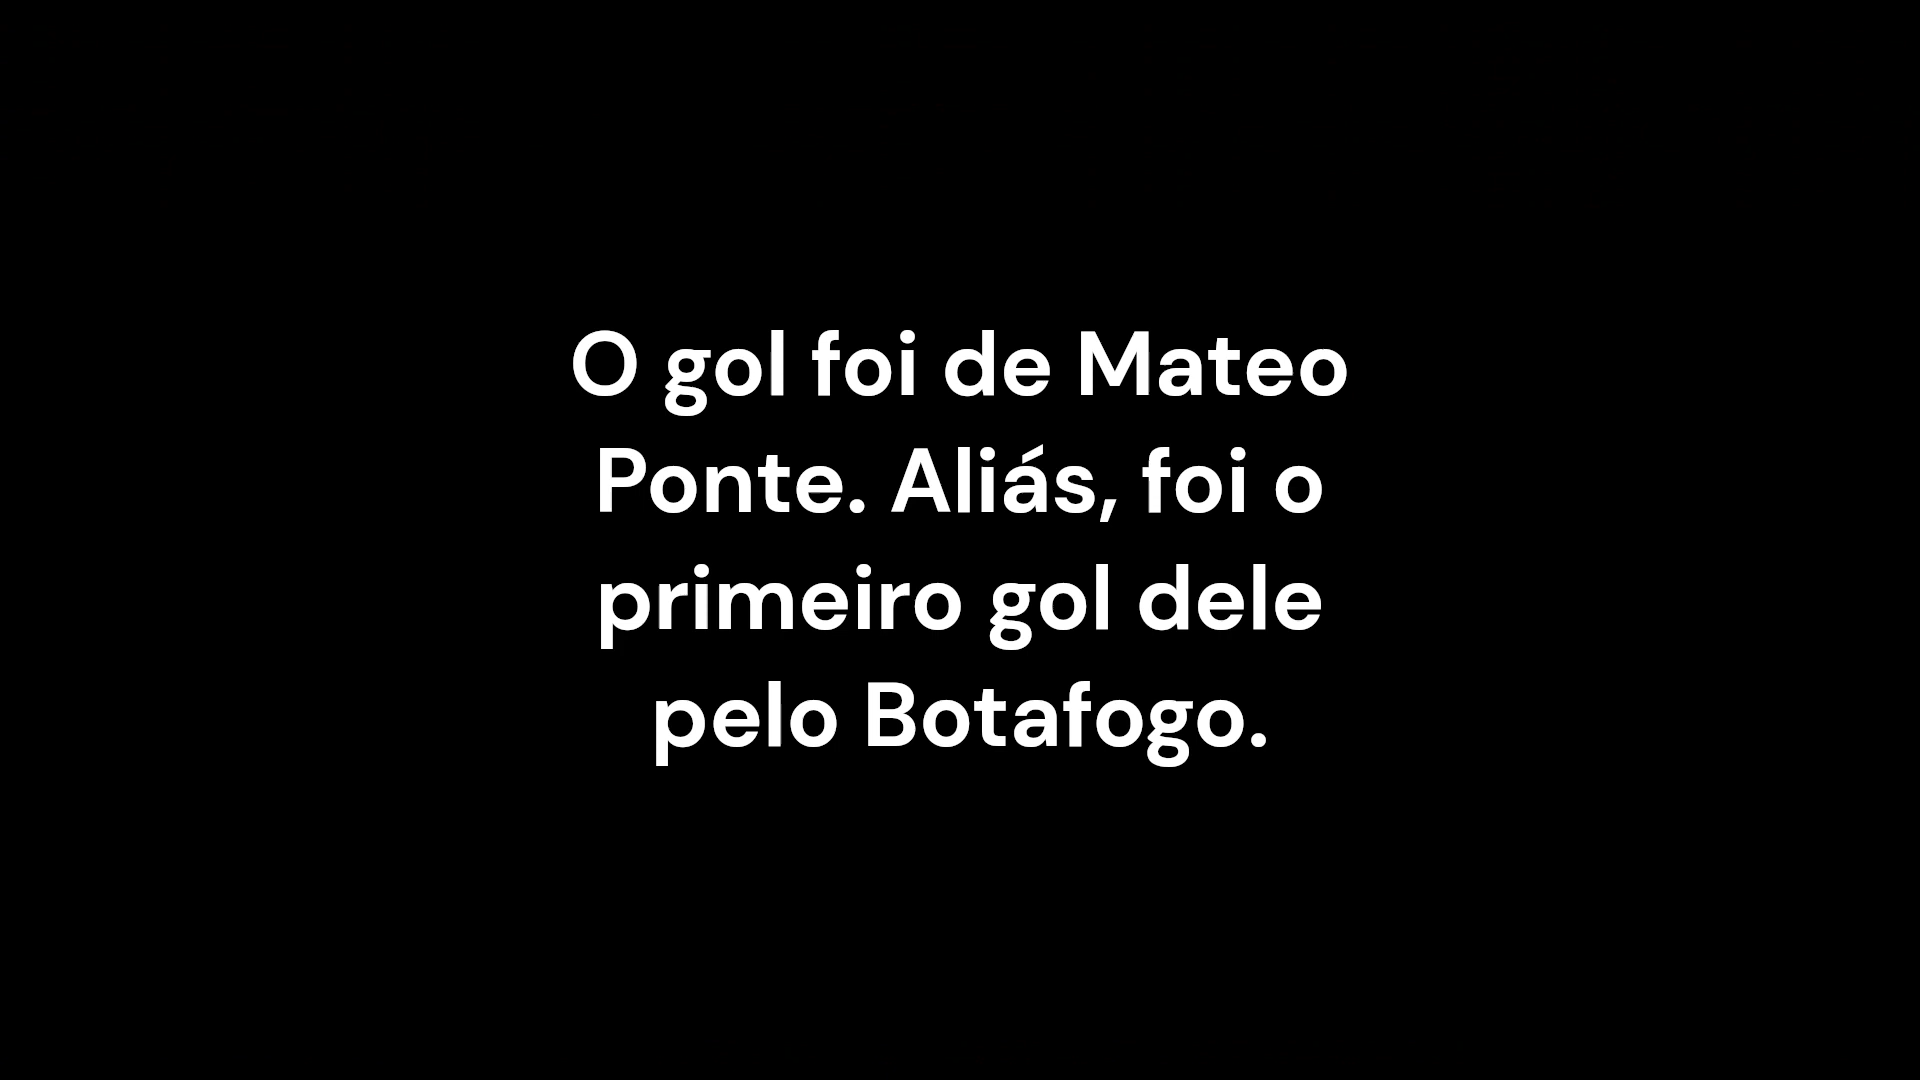 O gol foi de Mateo
Ponte. Aliás, foi o
primeiro gol dele
pelo Botafogo.